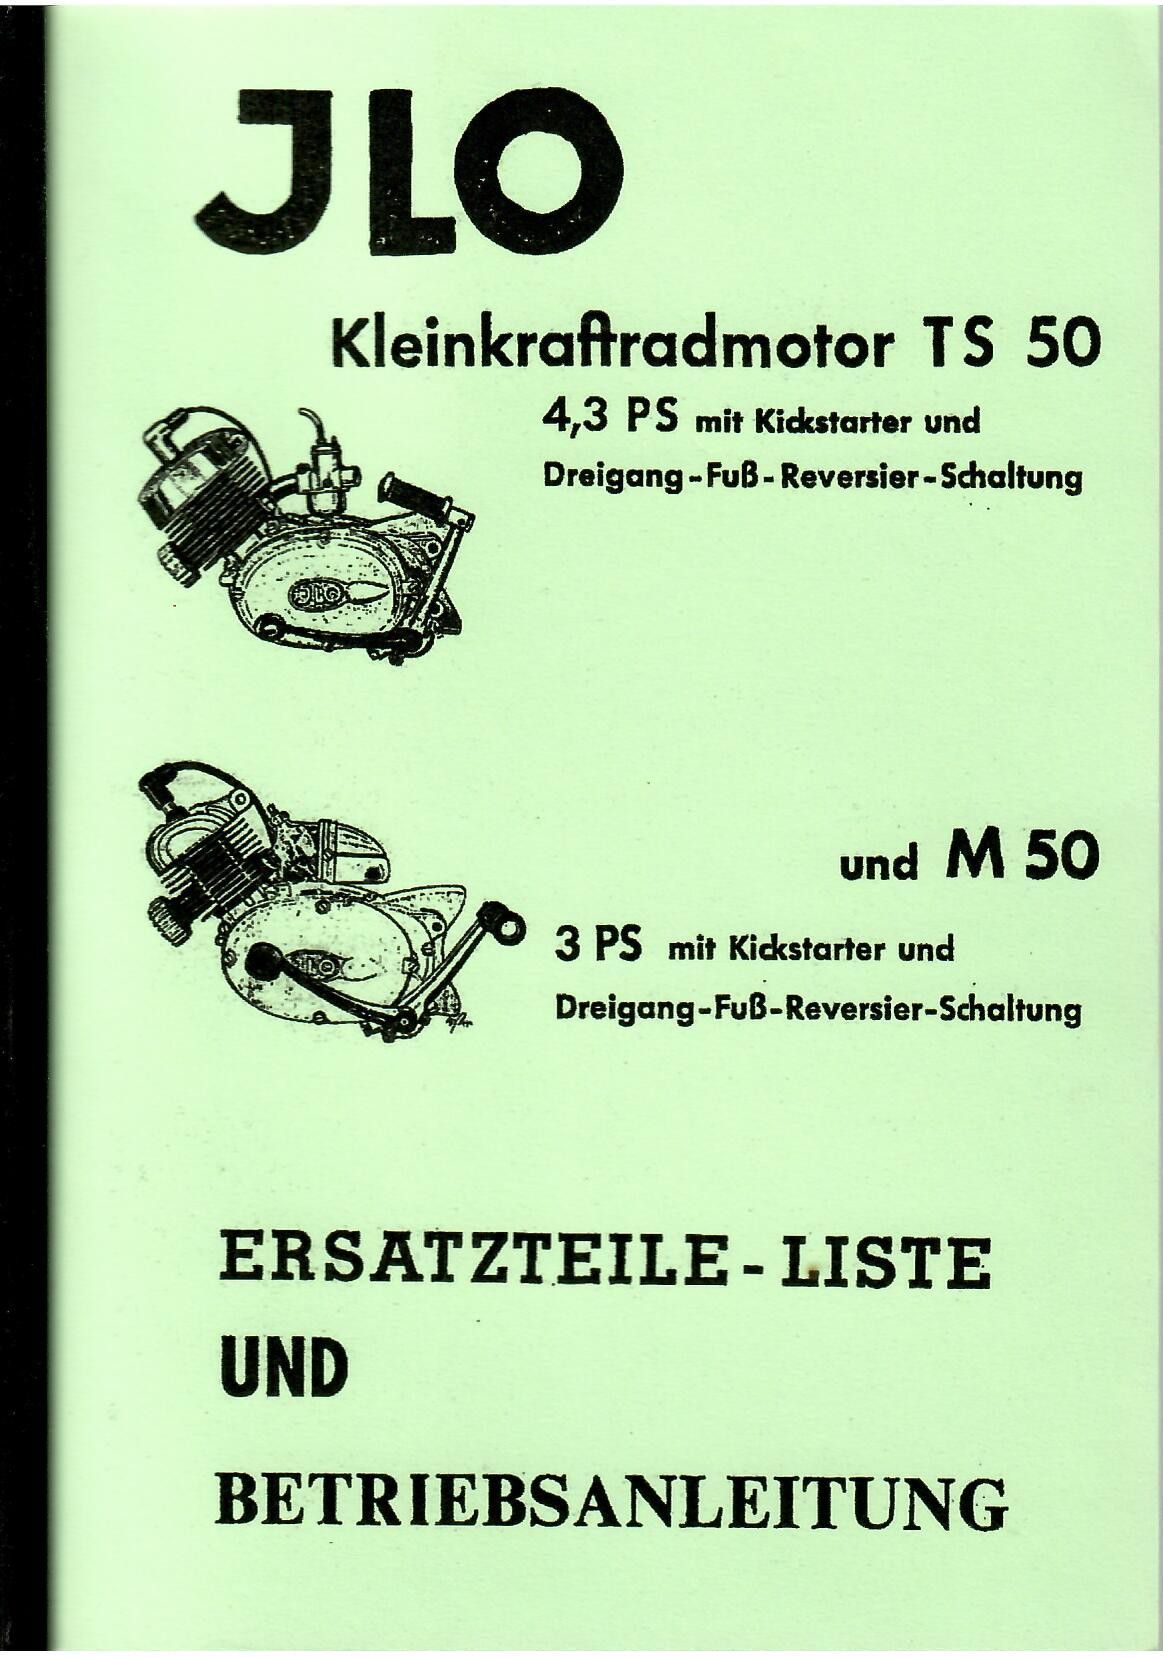 JLO
Kleinkraftradmotor TS 50
4,3 PS mit Kickstarter und
Dreigang-Fuß-Reversier-Schaltung
JLO
und M 50
3 PS mit Kickstarter und
Dreigang-Fuß-Reversier-Schaltung
ERSATZTEILE-LISTE
UND
BETRIEBSANLEITUNG